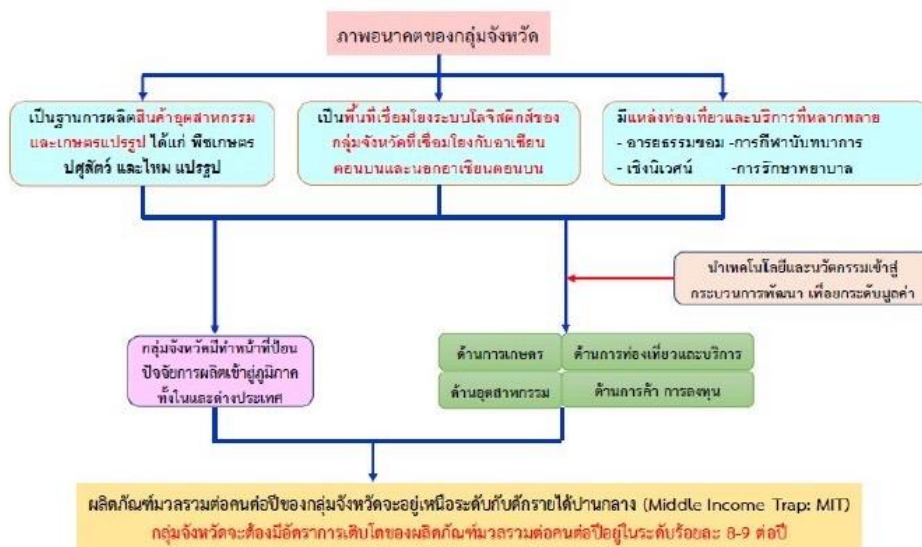 ภาพอนาคตของกลุ่มจังหวัด
เป็นฐานการผลิตสินค้าอุตสาหกรรม
และเกษตรแปรรูป ได้แก่ พืชเกษตร
ปศุสัตว์ และไหม แปรรูป
เป็นพื้นที่เชื่อมโยงระบบโลจิสติกส์ของ
กลุ่มจังหวัดที่เชื่อมโยงกับอาเซียน
ตอนบนและนอกอาเซียนตอนบน
มีแหล่งท่องเที่ยวและบริการที่หลากหลาย
- อารยธรรมขอม -การกีฬานันทนาการ
- เชิงนิเวศน์ -การรักษาพยาบาล
นำเทคโนโลยีและนวัตกรรมเข้าสู่
กระบวนการพัฒนา เพื่อยกระดับมูลค่า
กลุ่มจังหวัดมีทำหน้าที่ป้อน
ปัจจัยการผลิตเข้าสู่ภูมิภาค
ทั้งในและต่างประเทศ
ด้านการเกษตร ด้านการท่องเที่ยวและบริการ
ด้านอุตสาหกรรม ด้านการค้า การลงทุน
ผลิตภัณฑ์มวลรวมต่อคนต่อปีของกลุ่มจังหวัดจะอยู่เหนือระดับกับดักรายได้ปานกลาง (Middle Income Trap: MIT)
กลุ่มจังหวัดจะต้องมีอัตราการเติบโตของผลิตภัณฑ์มวลรวมต่อคนต่อปีอยู่ในระดับร้อยละ 8-9 ต่อปี